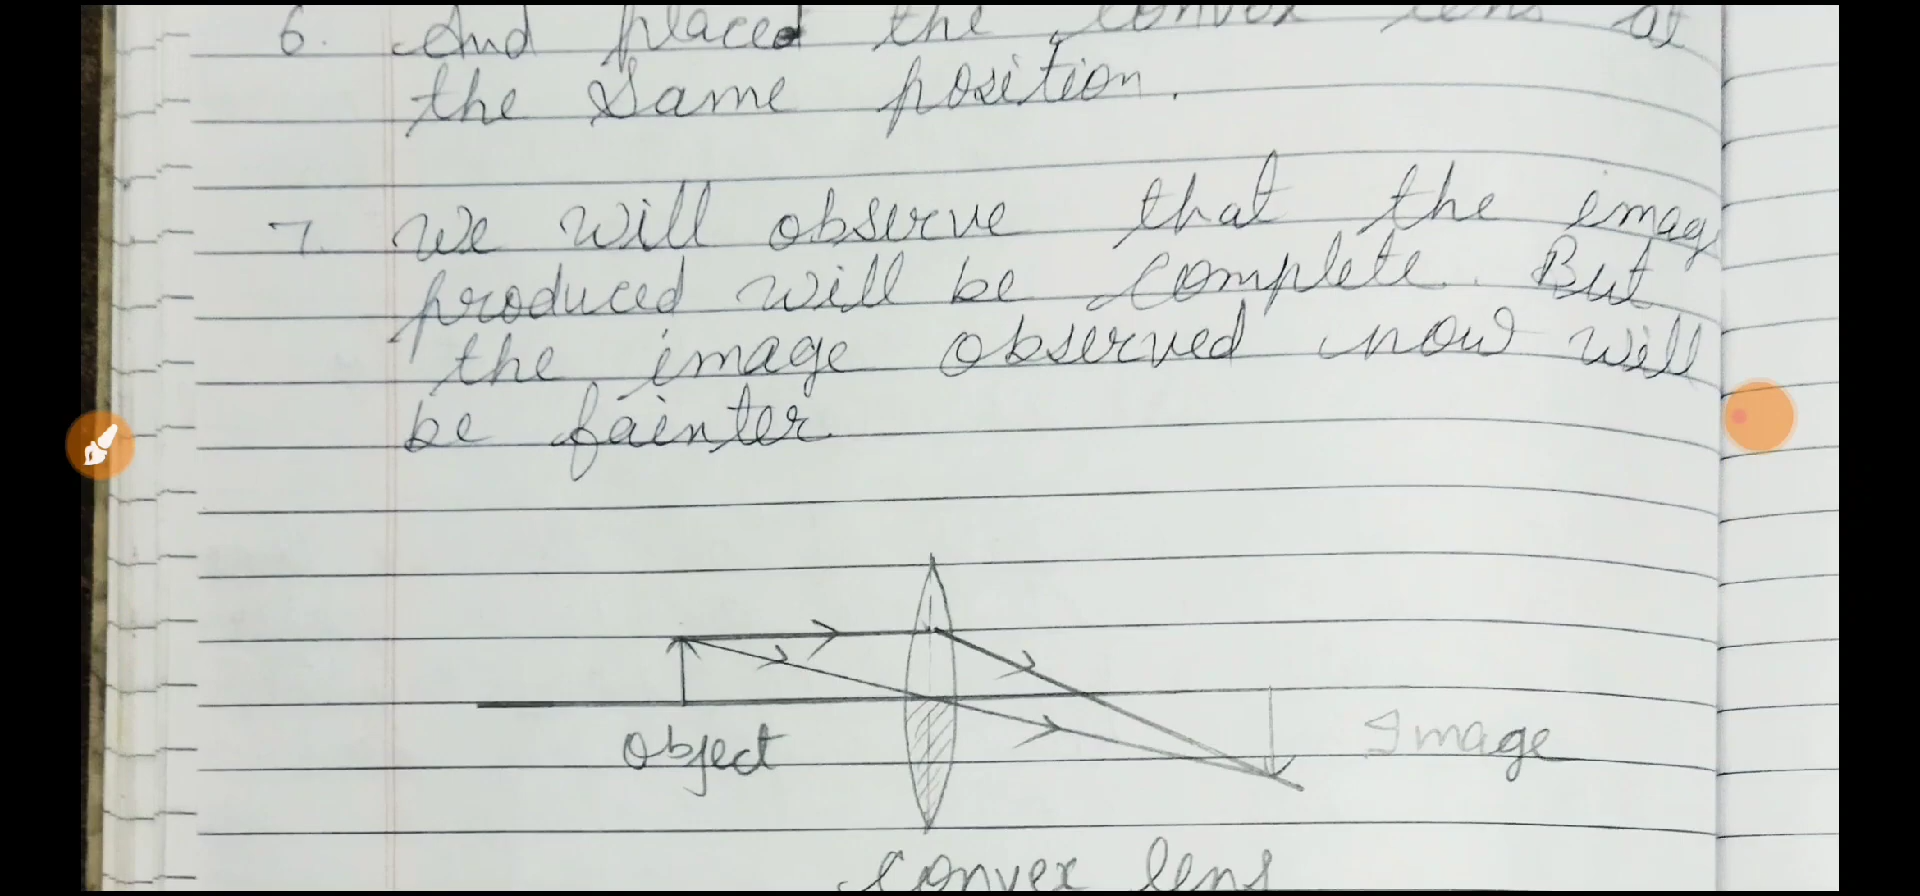 6. And placed the convex lens at
the Same position.
7. We will observe that the imag
produced will be complete. But
the image observed now will
be fainter
Object
Image
convex lens